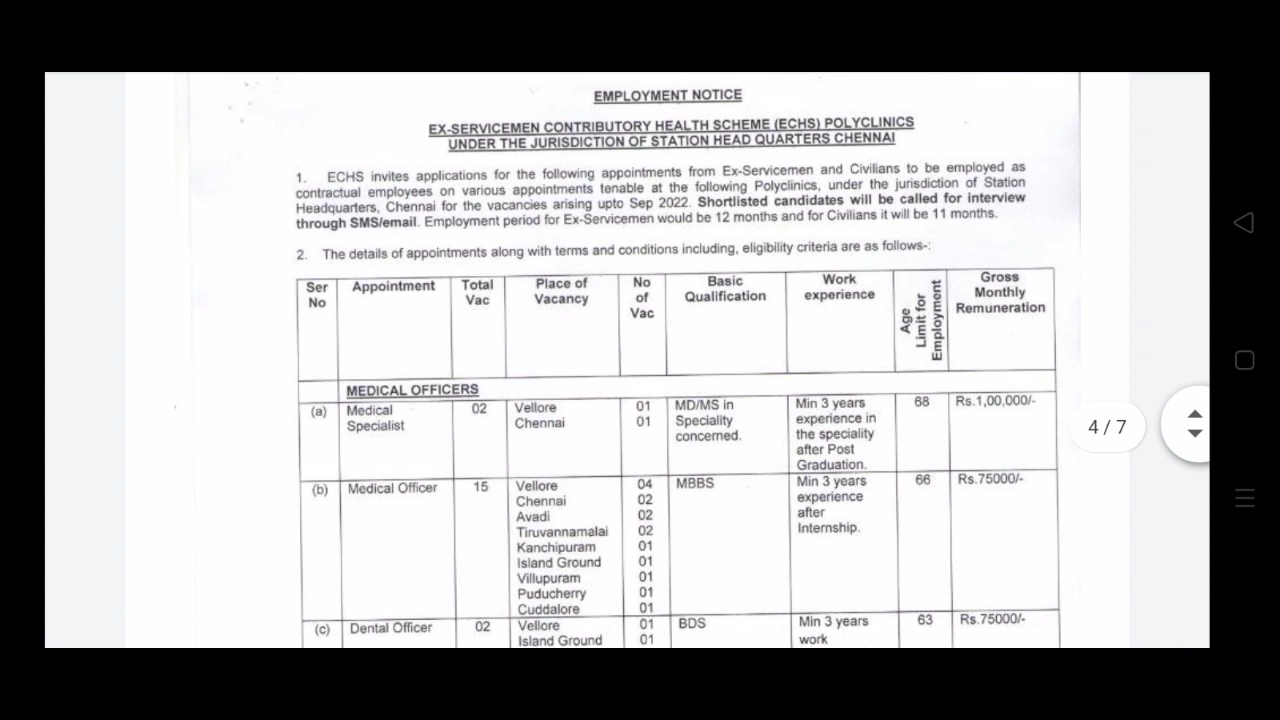 EMPLOYMENT NOTICE
EX-SERVICEMEN CONTRIBUTORY HEALTH SCHEME (ECHS) POLYCLINICS
UNDER THE JURISDICTION OF STATION HEAD QUARTERS CHENNAI
1. ECHS invites applications for the following appointments from Ex-Servicemen and Civilians to be employed as
contractual employees on various appointments tenable at the following Polyclinics, under the jurisdiction of Station
Headquarters, Chennai for the vacancies arising upto Sep 2022. Shortlisted candidates will be called for interview
through SMS/email. Employment period for Ex-Servicemen would be 12 months and for Civilians it will be 11 months.
2. The details of appointments along with terms and conditions including, eligibility criteria are as follows-:
Ser No
Appointment
Total Vac
Place of Vacancy
No of Vac
Basic Qualification
Work experience
Age Limit for Employment
Gross Monthly Remuneration
MEDICAL OFFICERS
(a) Medical 02 Vellore 01 MD/MS in Min 3 years 68 Rs.1,00,000/-
Specialist Chennai 01 Speciality experience in
concerned. the speciality
after Post
Graduation.
(b) Medical Officer 15 Vellore 04 MBBS Min 3 years 66 Rs.75000/-
Chennai 02 experience
Avadi 02 after
Tiruvannamalai 02 Internship.
Kanchipuram 01
Island Ground 01
Villupuram 01
Puducherry 01
Cuddalore 01
(c) Dental Officer 02 Vellore 01 BDS Min 3 years 63 Rs.75000/-
Island Ground 01 work
4 / 7